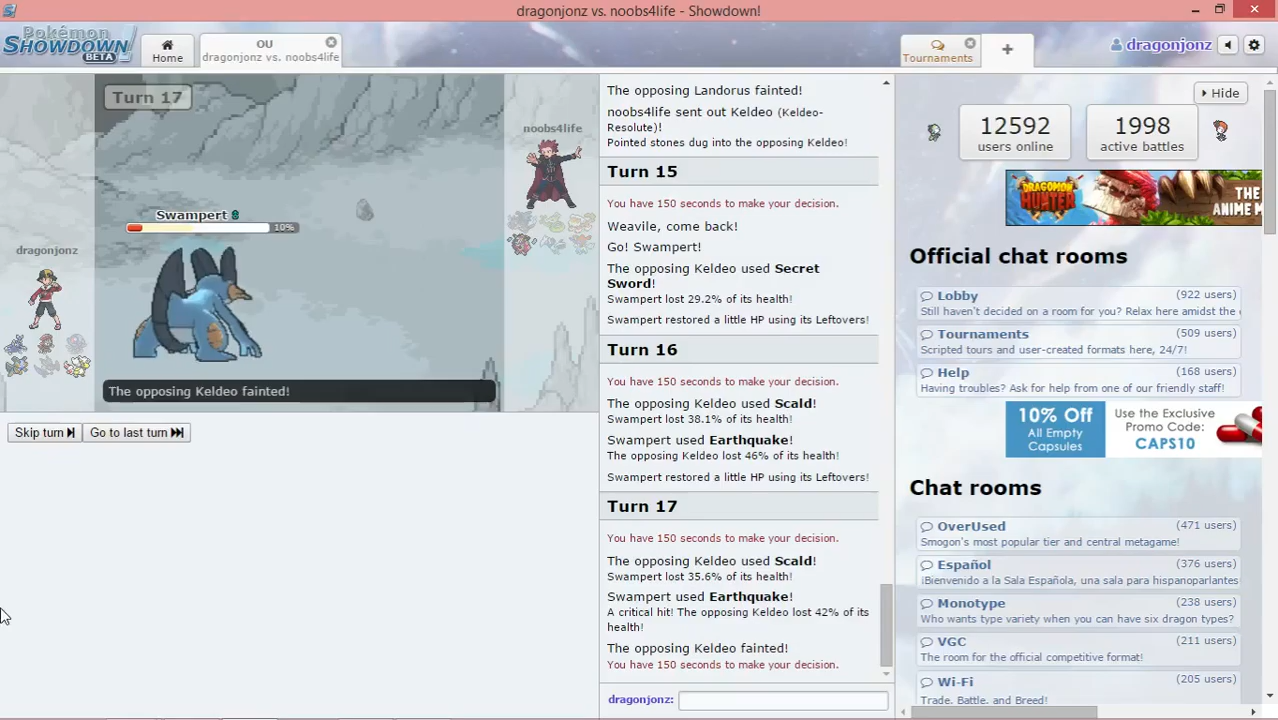 dragonjonz vs. noobs4life - Showdown!
Pokémon
SHOWDOWN
BETA
Home
OU
dragonjonz vs. noobs4life
Tournaments
+
dragonjonz
Turn 17
noobs4life
Swampert
10%
dragonjonz
The opposing Keldeo fainted!
Skip turn
Go to last turn
The opposing Landorus fainted!
noobs4life sent out Keldeo (Keldeo-
Resolute)!
Pointed stones dug into the opposing Keldeo!
Turn 15
You have 150 seconds to make your decision.
Weavile, come back!
Go! Swampert!
The opposing Keldeo used Secret
Sword!
Swampert lost 29.2% of its health!
Swampert restored a little HP using its Leftovers!
Turn 16
You have 150 seconds to make your decision.
The opposing Keldeo used Scald!
Swampert lost 38.1% of its health!
Swampert used Earthquake!
The opposing Keldeo lost 46% of its health!
Swampert restored a little HP using its Leftovers!
Turn 17
You have 150 seconds to make your decision.
The opposing Keldeo used Scald!
Swampert lost 35.6% of its health!
Swampert used Earthquake!
A critical hit! The opposing Keldeo lost 42% of its
health!
The opposing Keldeo fainted!
You have 150 seconds to make your decision.
dragonjonz:
Hide
12592
users online
1998
active battles
DRAGOMON
HUNTER
THE
ANIME M
Official chat rooms
Lobby (922 users)
Still haven't decided on a room for you? Relax here amidst the
Tournaments (509 users)
Scripted tours and user-created formats here, 24/7!
Help (168 users)
Having troubles? Ask for help from one of our friendly staff!
10% Off
All Empty
Capsules
Use the Exclusive
Promo Code:
CAPS10
Chat rooms
OverUsed (471 users)
Smogon's most popular tier and central metagame!
Español (376 users)
¡Bienvenido a la Sala Española, una sala para hispanoparlantes
Monotype (238 users)
Who wants type variety when you can have six dragon types?
VGC (211 users)
The room for the official competitive format!
Wi-Fi (205 users)
Trade, Battle, and Breed!